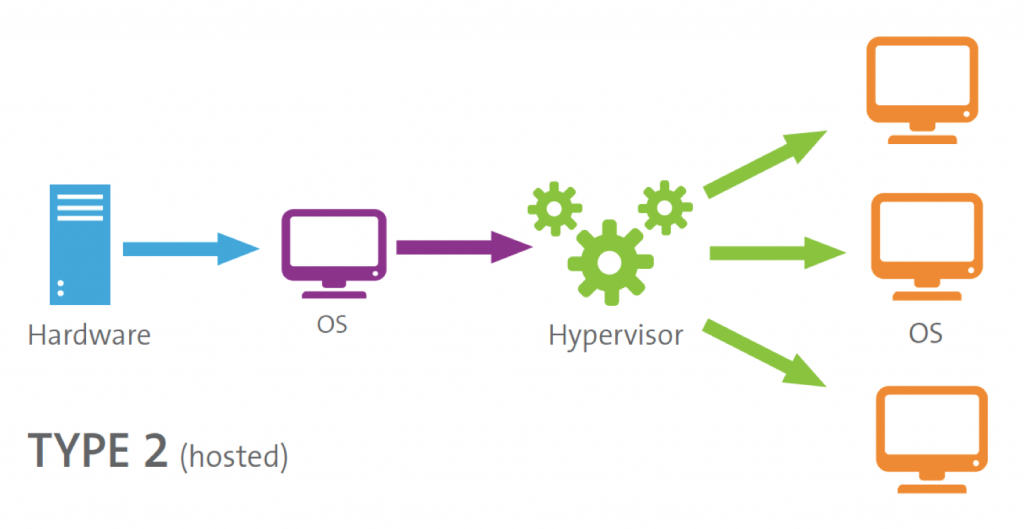 Hardware
OS
Hypervisor
OS
TYPE 2 (hosted)